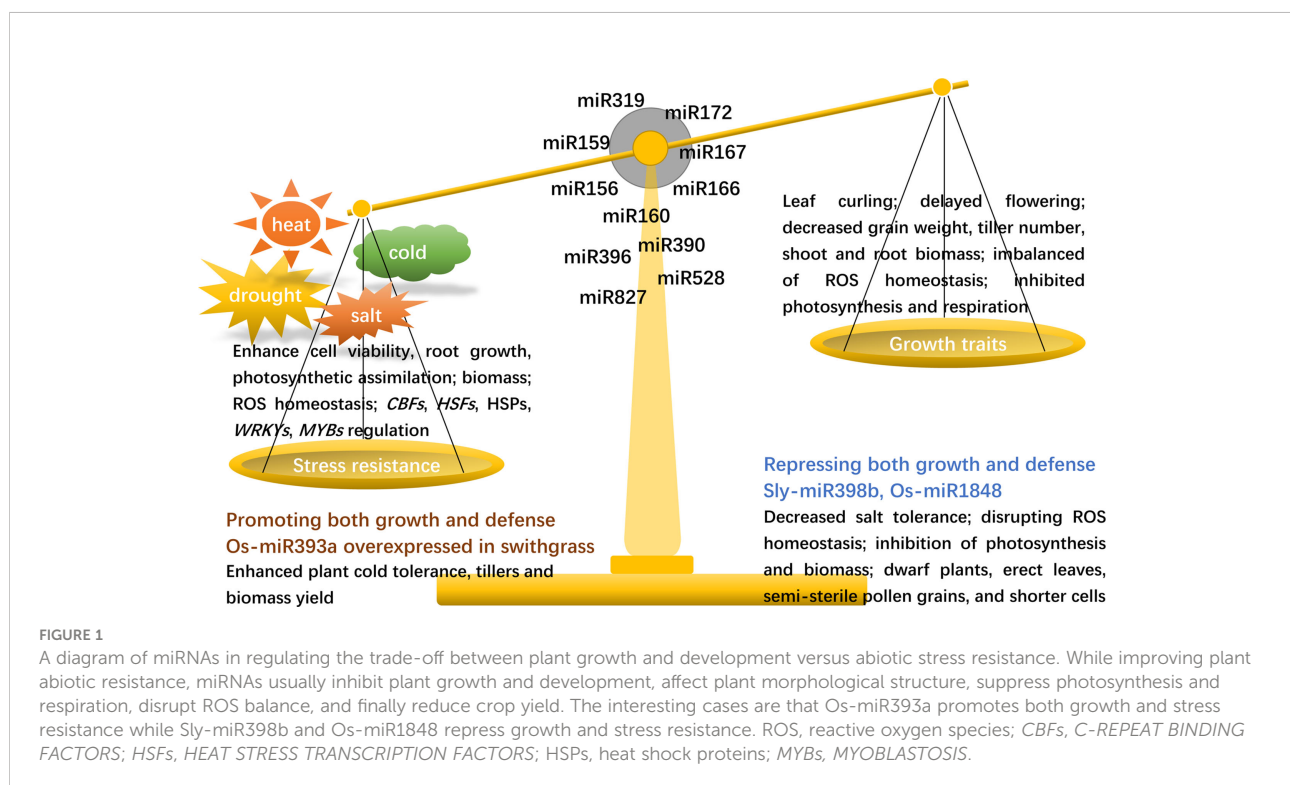 miR319
miR172
miR159
miR167
miR156
miR166
miR160
miR390
miR396
miR528
miR827
heat
cold
drought
salt
Enhance cell viability, root growth,
photosynthetic assimilation; biomass;
ROS homeostasis; CBFs, HSFs, HSPs,
WRKYs, MYBs regulation
Stress resistance
Leaf curling; delayed flowering;
decreased grain weight, tiller number,
shoot and root biomass; imbalanced
of ROS homeostasis; inhibited
photosynthesis and respiration
Growth traits
Promoting both growth and defense
Os-miR393a overexpressed in swithgrass
Enhanced plant cold tolerance, tillers and
biomass yield
Repressing both growth and defense
Sly-miR398b, Os-miR1848
Decreased salt tolerance; disrupting ROS
homeostasis; inhibition of photosynthesis
and biomass; dwarf plants, erect leaves,
semi-sterile pollen grains, and shorter cells
FIGURE 1
A diagram of miRNAs in regulating the trade-off between plant growth and development versus abiotic stress resistance. While improving plant
abiotic resistance, miRNAs usually inhibit plant growth and development, affect plant morphological structure, suppress photosynthesis and
respiration, disrupt ROS balance, and finally reduce crop yield. The interesting cases are that Os-miR393a promotes both growth and stress
resistance while Sly-miR398b and Os-miR1848 repress growth and stress resistance. ROS, reactive oxygen species; CBFs, C-REPEAT BINDING
FACTORS; HSFs, HEAT STRESS TRANSCRIPTION FACTORS; HSPs, heat shock proteins; MYBs, MYOBLASTOSIS.